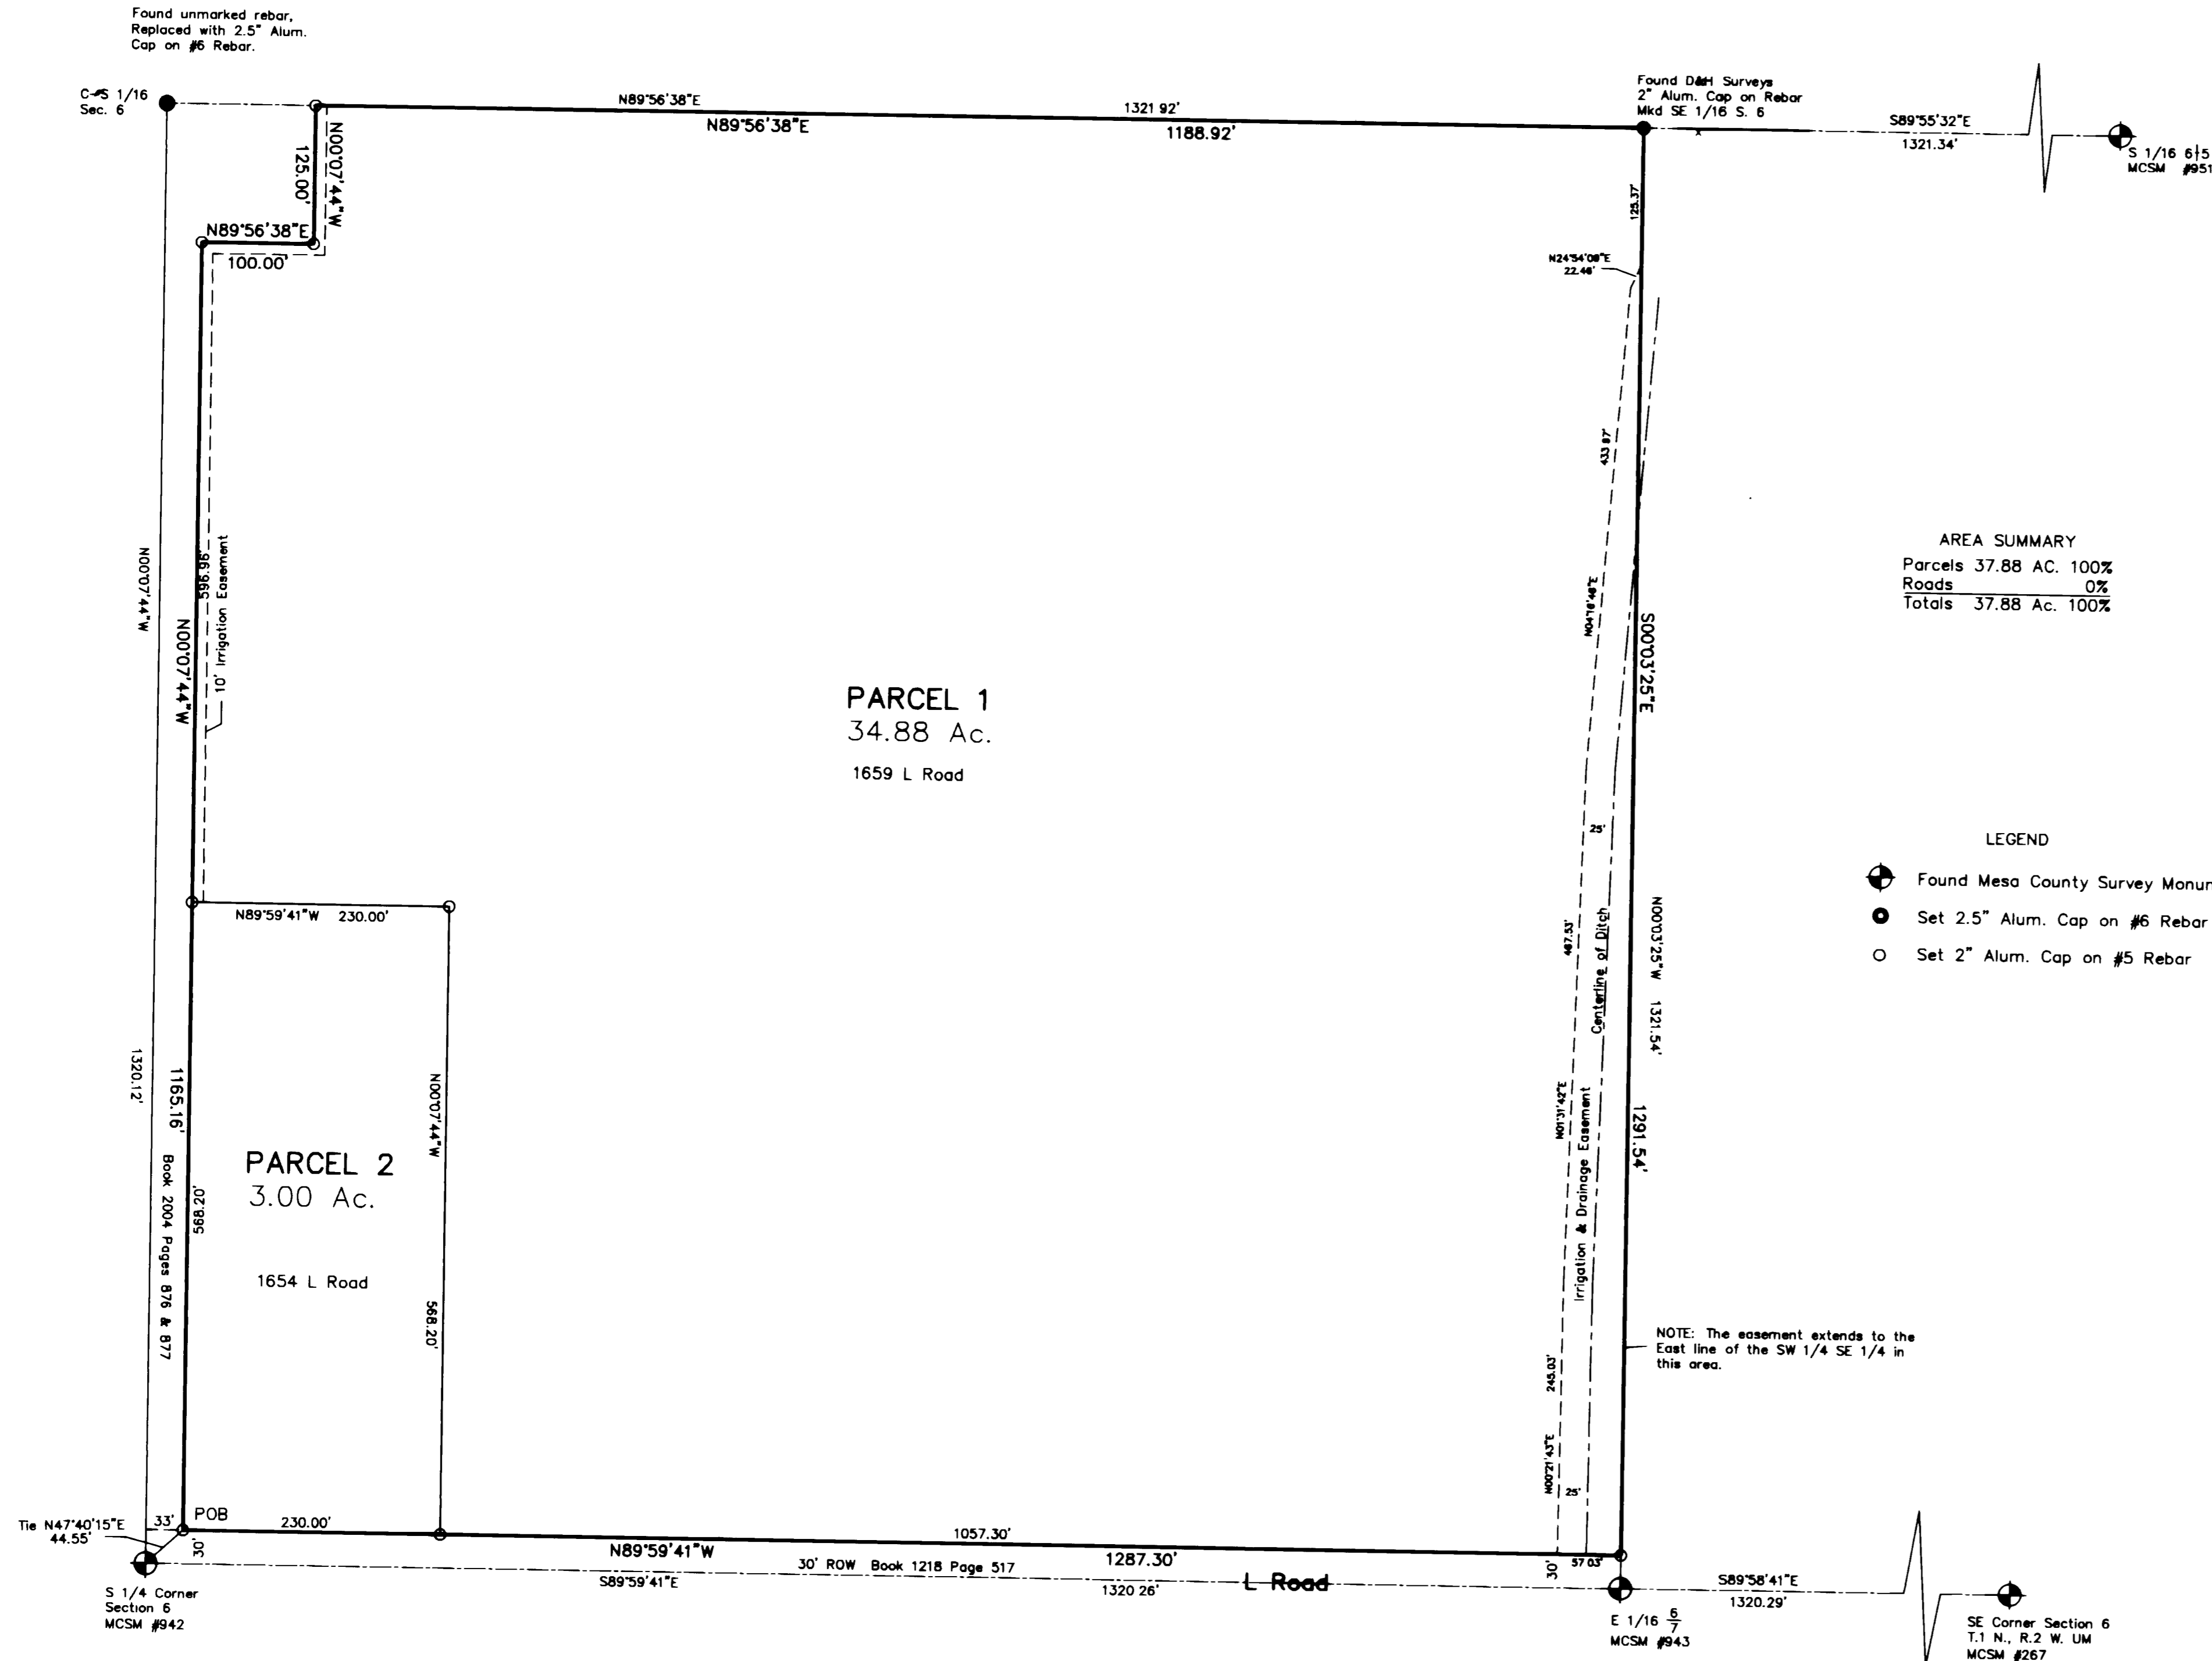 Found unmarked rebar,
Replaced with 2.5" Alum.
Cap on #6 Rebar.
C-S 1/16
Sec. 6
N89°56'38"E
1321.92'
N89°56'38"E
1188.92'
Found D&H Surveys
2" Alum. Cap on Rebar
Mkd SE 1/16 S. 6
S89°55'32"E
1321.34'
S 1/16 6|5
MCSM #951
N00°07'44"W
125.00'
N89°56'38"E
100.00'
125.37'
N24°54'09"E
22.46'
433.87'
N04°16'46"E
S00°03'25"E
AREA SUMMARY
Parcels 37.88 AC. 100%
Roads 0%
Totals 37.88 Ac. 100%
N00°07'44"W
596.96'
10' Irrigation Easement
N00°07'44"W
PARCEL 1
34.88 Ac.
1659 L Road
25'
LEGEND
Found Mesa County Survey Monun
Set 2.5" Alum. Cap on #6 Rebar
Set 2" Alum. Cap on #5 Rebar
N89°59'41"W 230.00'
467.53'
Centerline of Ditch
N00°03'25"W 1321.54'
1320.12'
1165.16'
N00°07'44"W
N01°31'42"E
Irrigation & Drainage Easement
1291.54'
Book 2004 Pages 876 & 877
568.20'
PARCEL 2
3.00 Ac.
1654 L Road
568.20'
245.03'
NOTE: The easement extends to the
East line of the SW 1/4 SE 1/4 in
this area.
N00°21'43"E
25'
Tie N47°40'15"E
44.55'
33'
POB
30'
230.00'
1057.30'
N89°59'41"W
1287.30'
30' ROW Book 1218 Page 517
57.03'
30'
S89°59'41"E
1320.26'
L Road
S89°58'41"E
1320.29'
S 1/4 Corner
Section 6
MCSM #942
E 1/16 6/7
MCSM #943
SE Corner Section 6
T.1 N., R.2 W. UM
MCSM #267